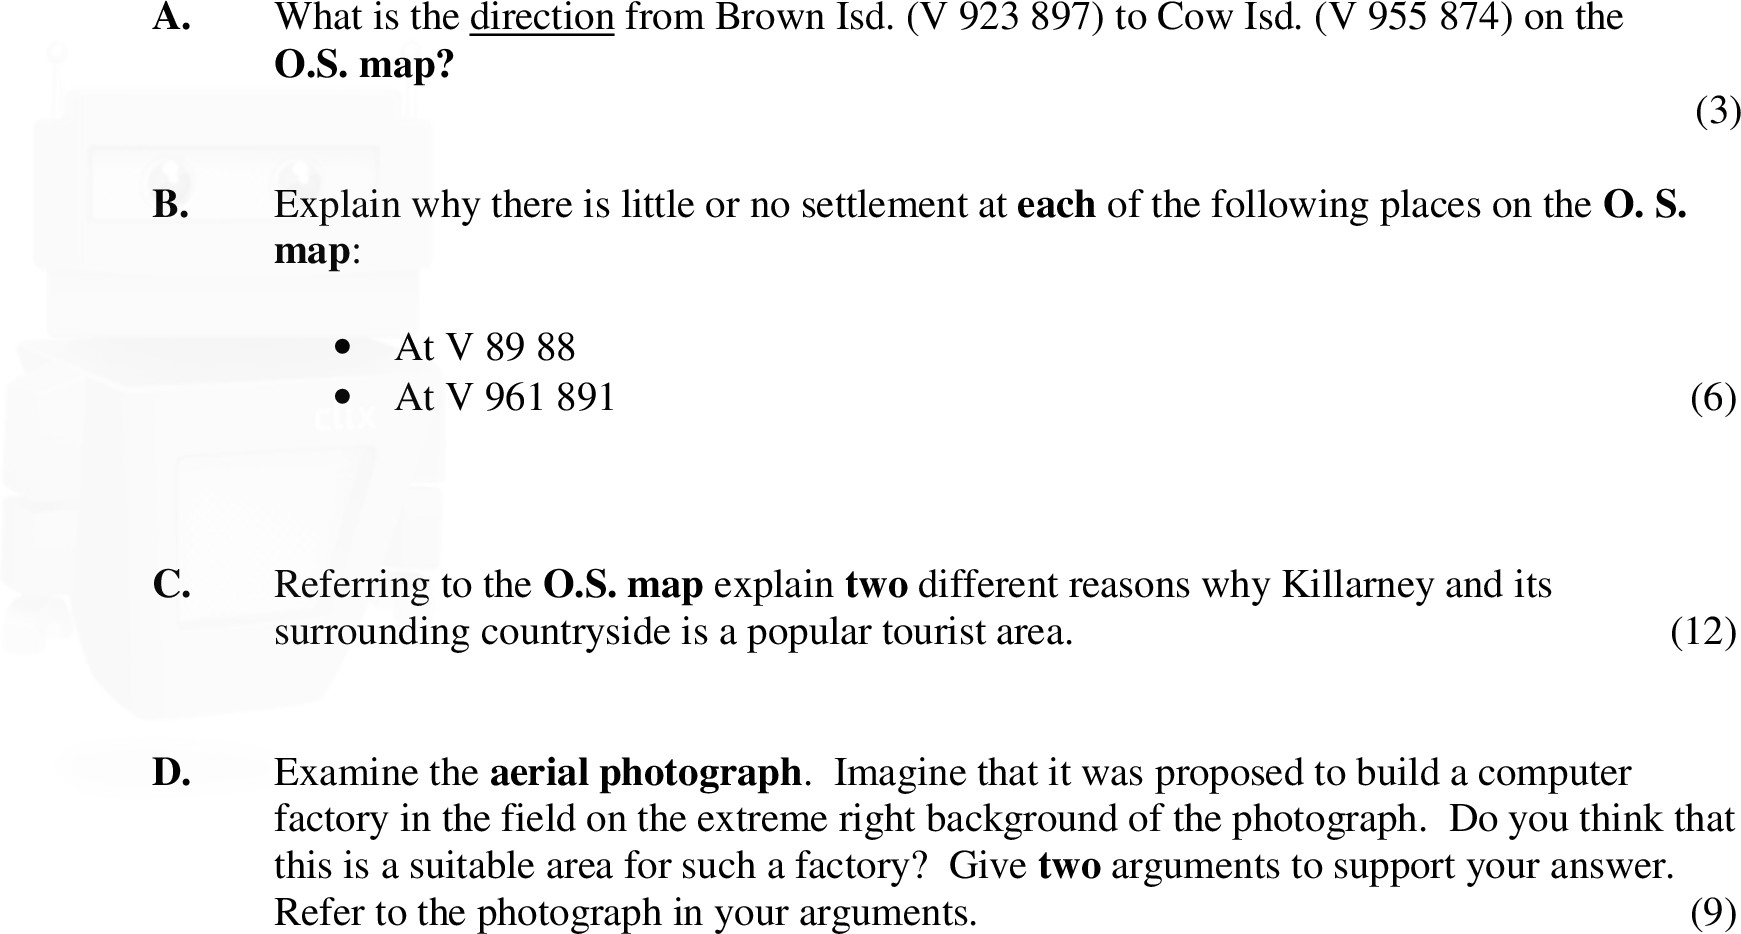 A. What is the direction from Brown Isd. (V 923 897) to Cow Isd. (V 955 874) on the
O.S. map?
(3)
B. Explain why there is little or no settlement at each of the following places on the O. S.
map:
• At V 89 88
• At V 961 891 (6)
cllx
C. Referring to the O.S. map explain two different reasons why Killarney and its
surrounding countryside is a popular tourist area. (12)
D. Examine the aerial photograph. Imagine that it was proposed to build a computer
factory in the field on the extreme right background of the photograph. Do you think that
this is a suitable area for such a factory? Give two arguments to support your answer.
Refer to the photograph in your arguments. (9)